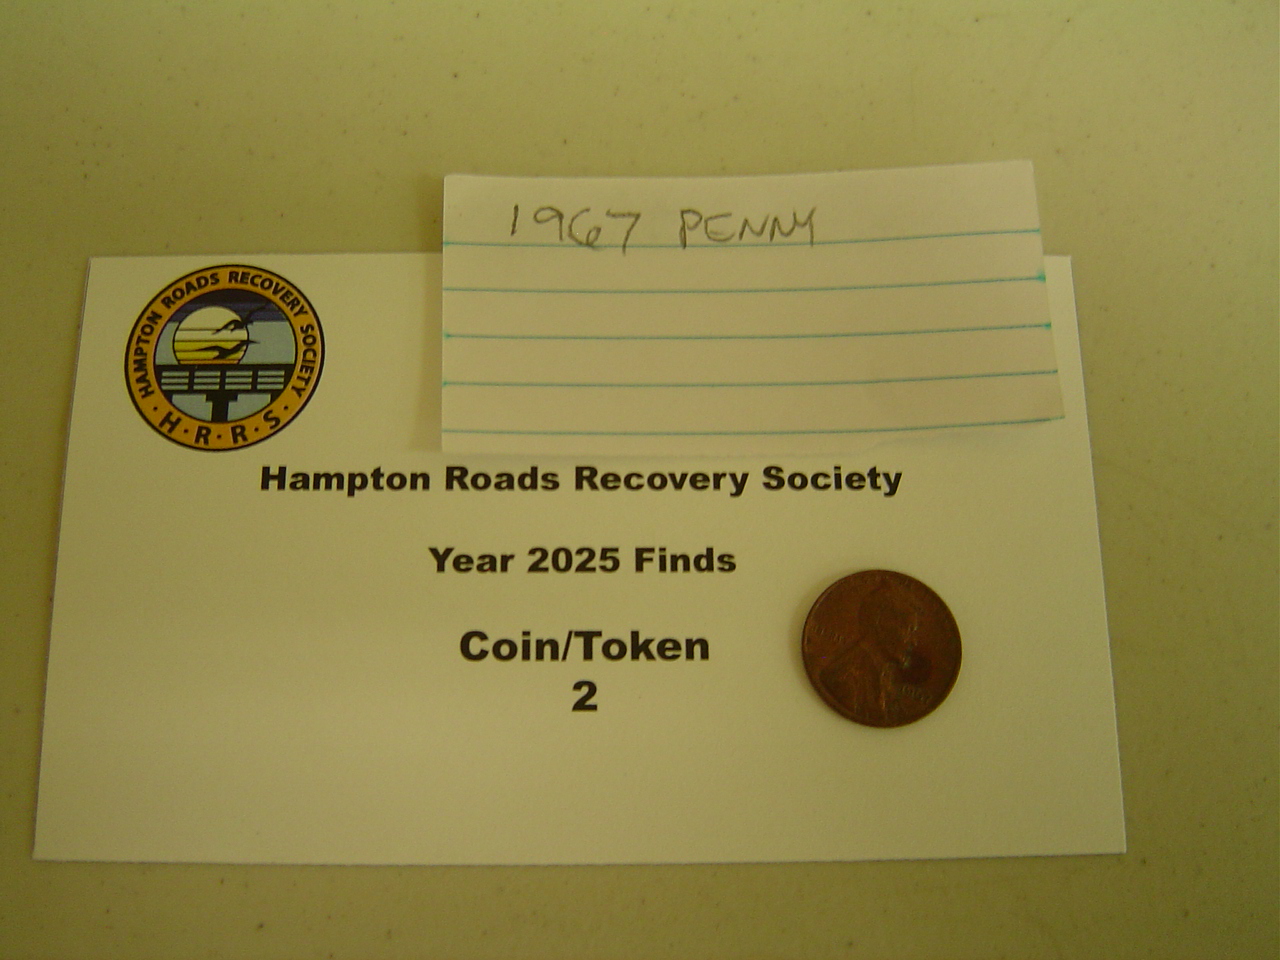 1967 PENNY
HAMPTON ROADS RECOVERY SOCIETY
· H · R · R · S ·
Hampton Roads Recovery Society
Year 2025 Finds
Coin/Token
2